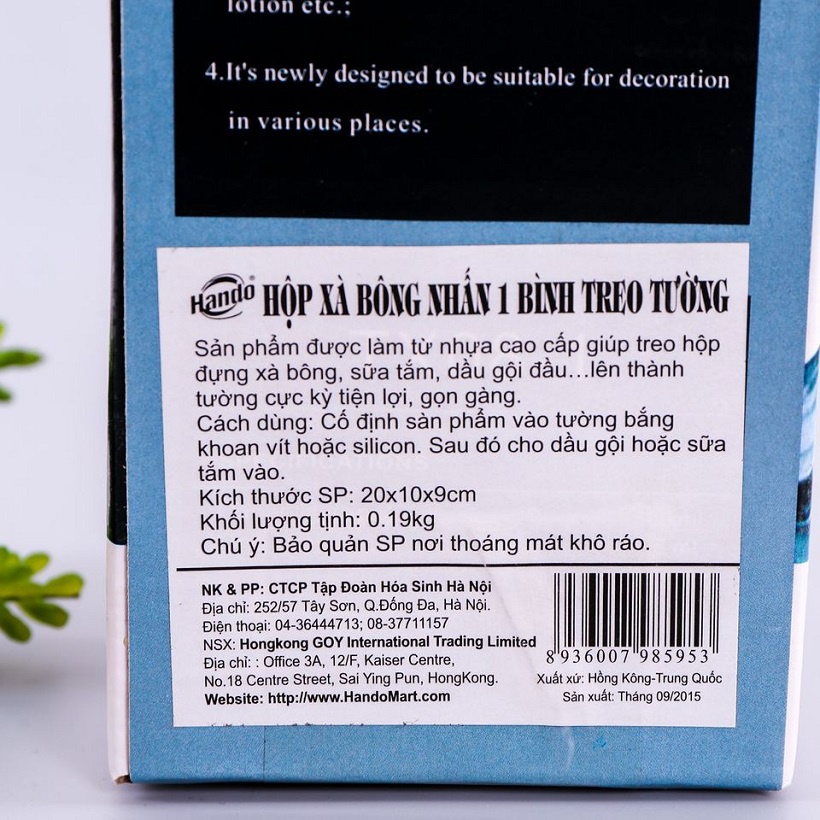 lotion etc.;
4.It's newly designed to be suitable for decoration
in various places.
Hando® HỘP XÀ BÔNG NHẤN 1 BÌNH TREO TƯỜNG
Sản phẩm được làm từ nhựa cao cấp giúp treo hộp
đựng xà bông, sữa tắm, dầu gội đầu...lên thành
tường cực kỳ tiện lợi, gọn gàng.
Cách dùng: Cố định sản phẩm vào tường bắng
khoan vít hoặc silicon. Sau đó cho dầu gội hoặc sữa
tắm vào.
Kích thước SP: 20x10x9cm
Khối lượng tịnh: 0.19kg
Chú ý: Bảo quản SP nơi thoáng mát khô ráo.
NK & PP: CTCP Tập Đoàn Hóa Sinh Hà Nội
Địa chỉ: 252/57 Tây Sơn, Q.Đống Đa, Hà Nội.
Điện thoại: 04-36444713; 08-37711157
NSX: Hongkong GOY International Trading Limited
Địa chỉ: : Office 3A, 12/F, Kaiser Centre,
No.18 Centre Street, Sai Ying Pun, HongKong.
Website: http://www.HandoMart.com
8 936007 985953
Xuất xứ: Hồng Kông-Trung Quốc
Sản xuất: Tháng 09/2015